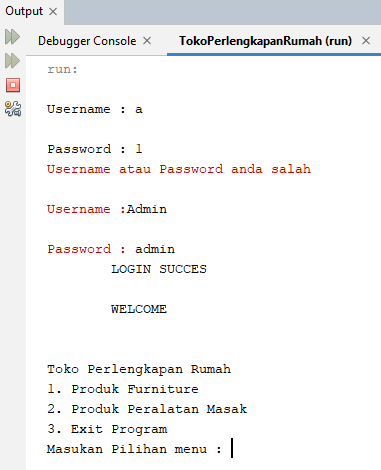 Output ×
Debugger Console × TokoPerlengkapanRumah (run) ×
run:
Username : a
Password : 1
Username atau Password anda salah
Username :Admin
Password : admin
LOGIN SUCCES
WELCOME
Toko Perlengkapan Rumah
1. Produk Furniture
2. Produk Peralatan Masak
3. Exit Program
Masukan Pilihan menu :